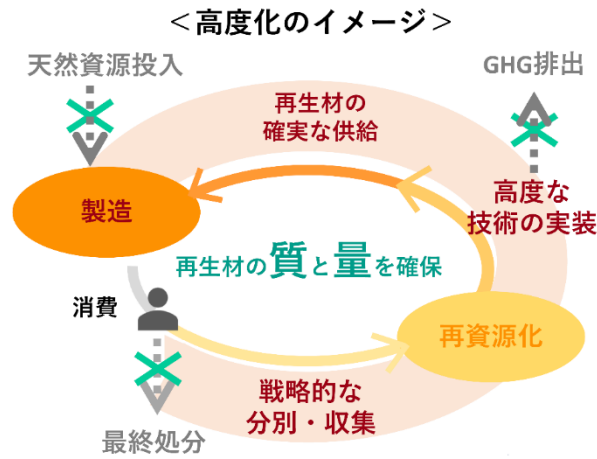 ＜高度化のイメージ＞
天然資源投入
GHG排出
再生材の
確実な供給
製造
高度な
技術の実装
再生材の質と量を確保
消費
再資源化
戦略的な
分別・収集
最終処分